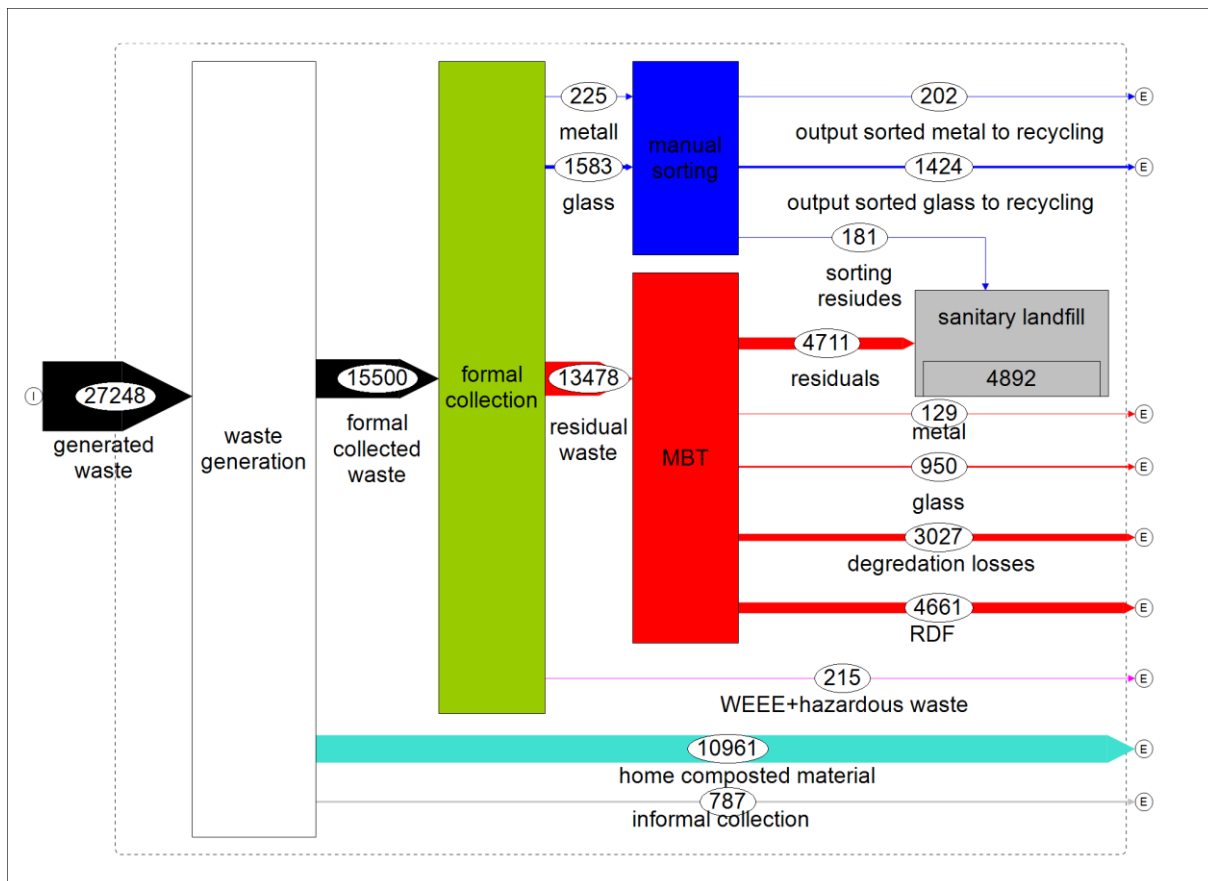 225
metall
1583
glass
manual
sorting
202
output sorted metal to recycling
1424
output sorted glass to recycling
181
sorting
resiudes
sanitary landfill
4892
I
27248
generated
waste
waste
generation
15500
formal
collected
waste
formal
collection
13478
residual
waste
MBT
4711
residuals
129
metal
950
glass
3027
degredation losses
4661
RDF
215
WEEE+hazardous waste
10961
home composted material
787
informal collection
E
E
E
E
E
E
E
E
E